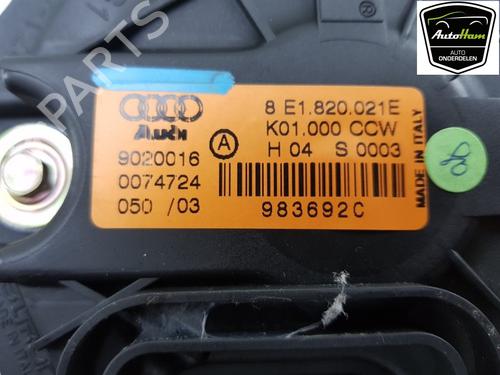 AutoHam
AUTO
ONDERDELEN
B-PARTS
Audi
8 E1.820.021E
K01.000 CCW
H 04 S 0003
A
9020016
0074724
050 /03
983692C
MADE IN ITALY